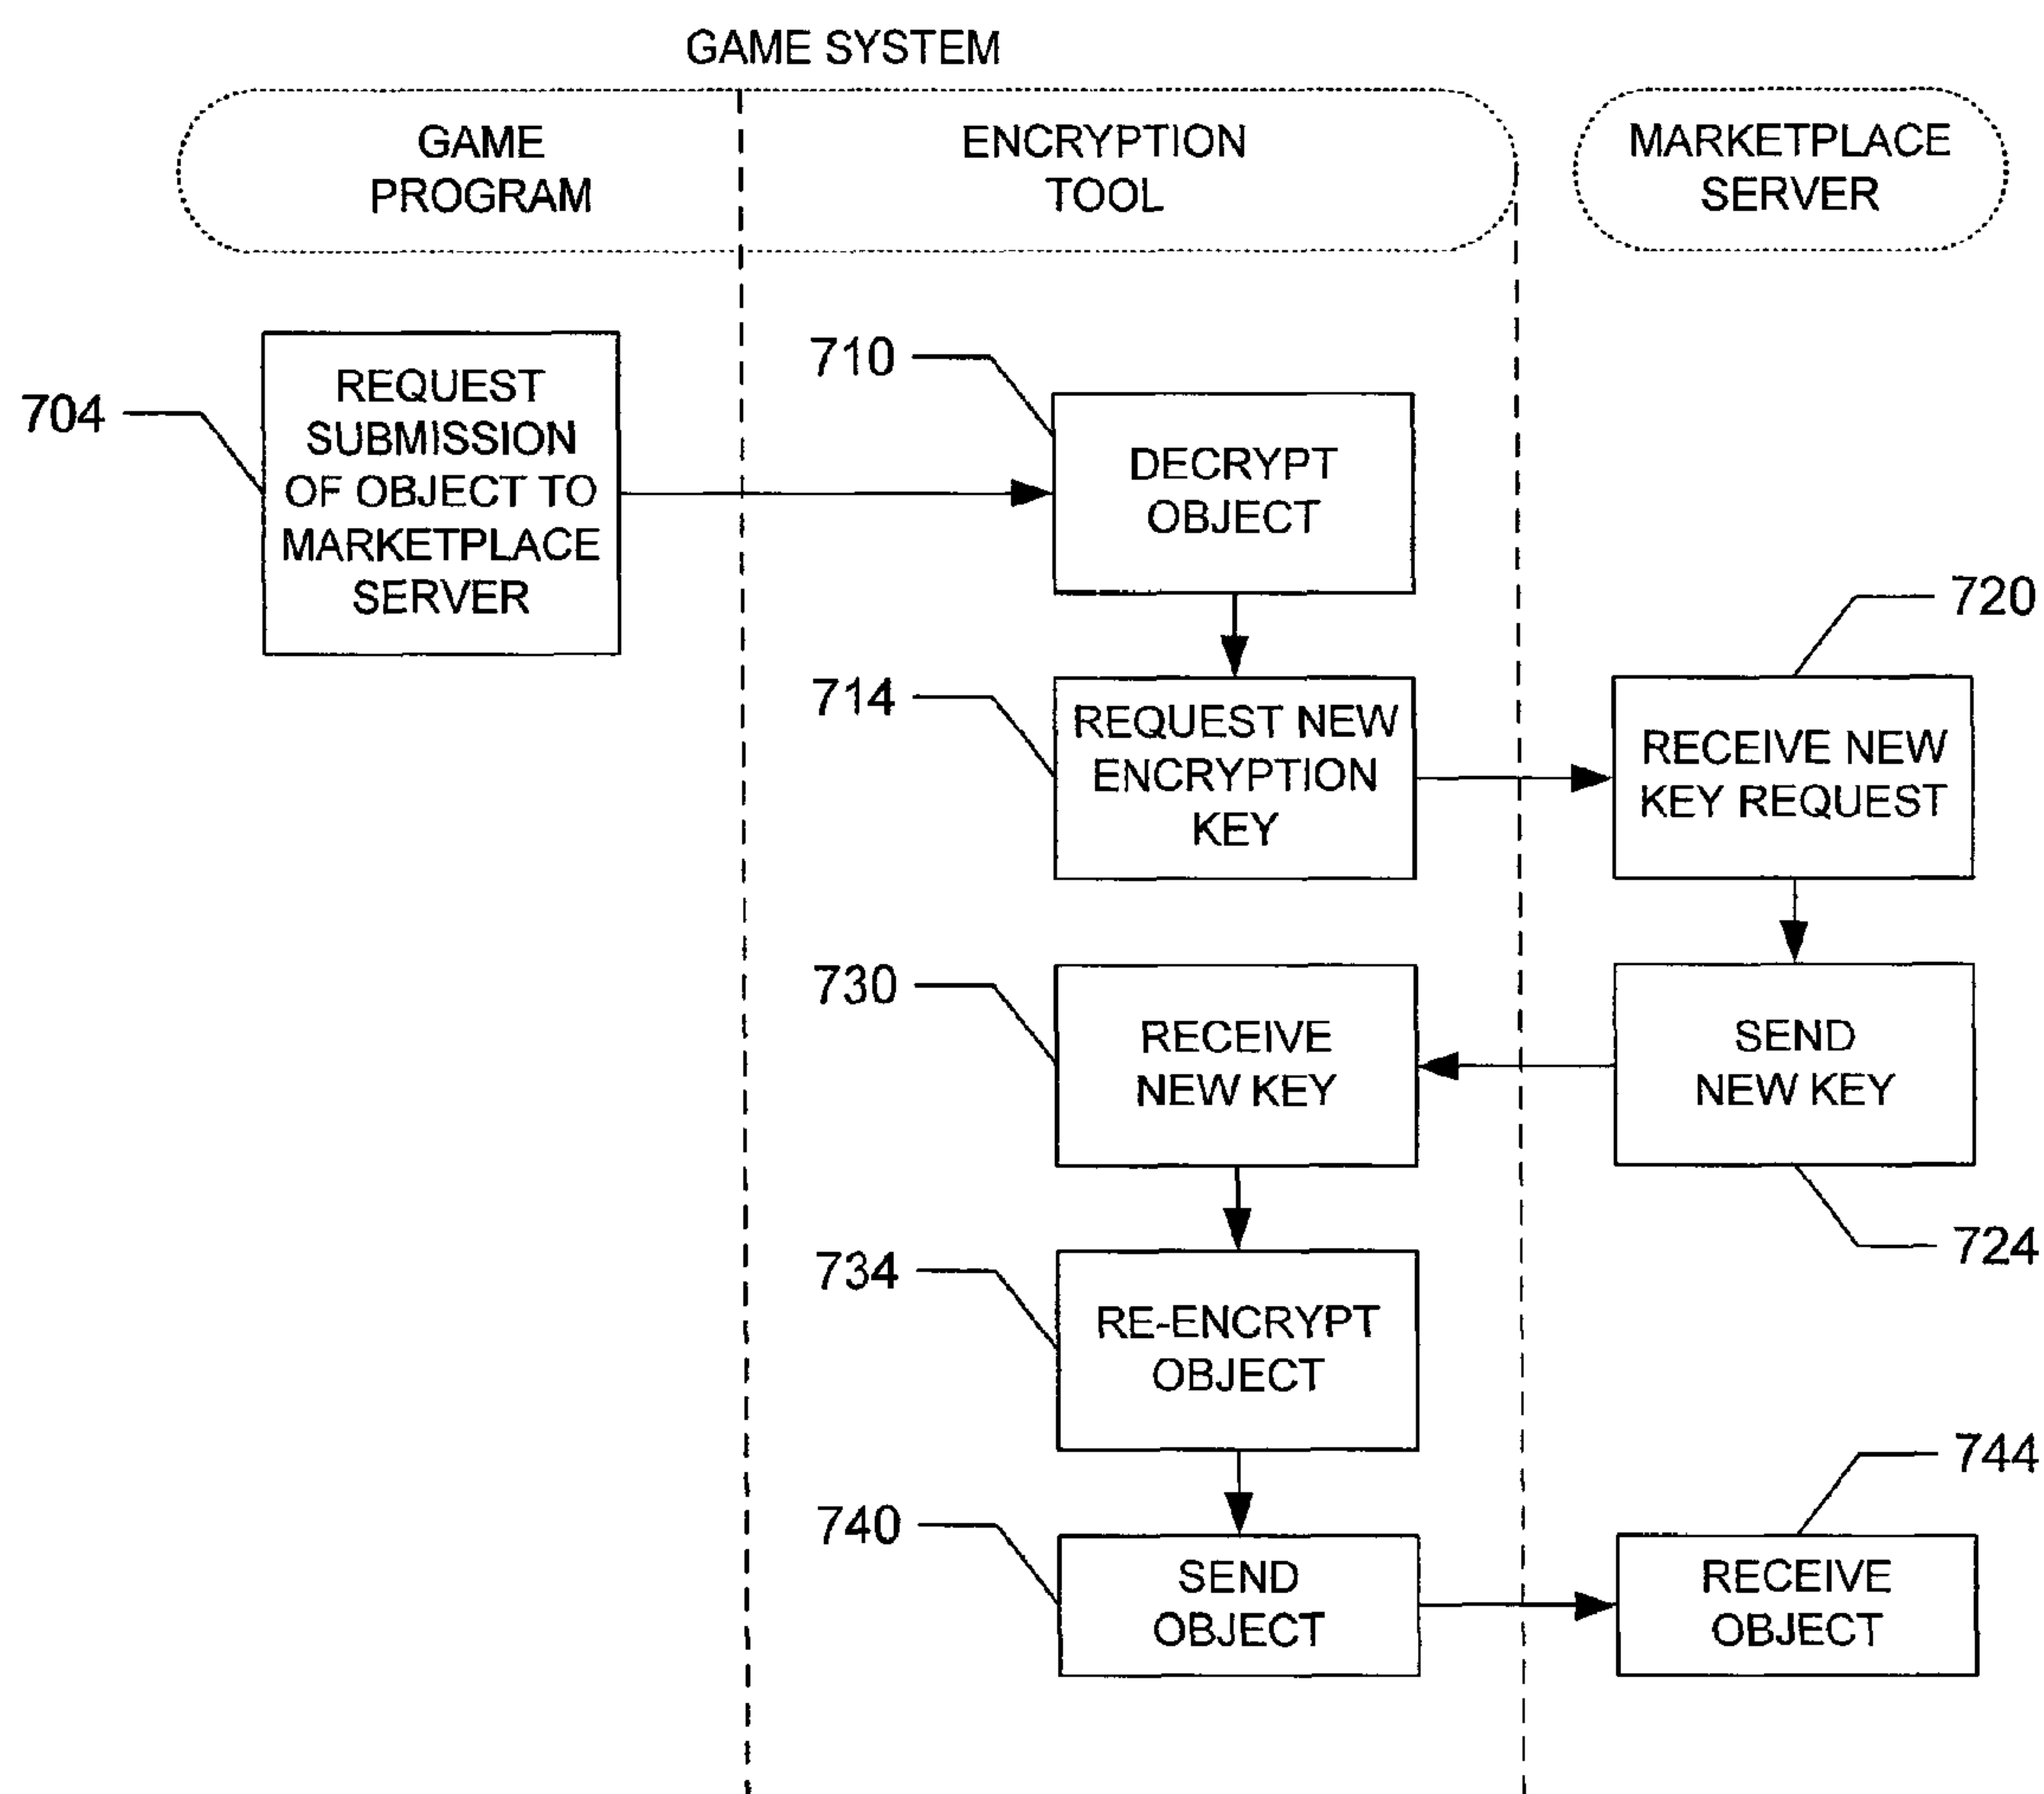 GAME SYSTEM
GAME
PROGRAM
ENCRYPTION
TOOL
MARKETPLACE
SERVER
704
REQUEST
SUBMISSION
OF OBJECT TO
MARKETPLACE
SERVER
710
DECRYPT
OBJECT
714
REQUEST NEW
ENCRYPTION
KEY
720
RECEIVE NEW
KEY REQUEST
730
RECEIVE
NEW KEY
SEND
NEW KEY
724
734
RE-ENCRYPT
OBJECT
740
SEND
OBJECT
744
RECEIVE
OBJECT